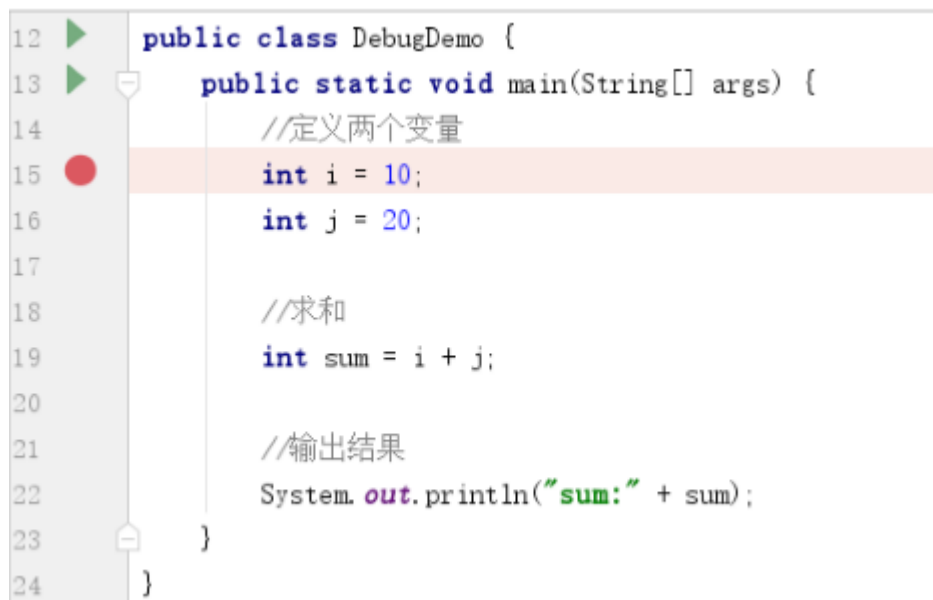 12 public class DebugDemo {
13 public static void main(String[] args) {
14 //定义两个变量
15 int i = 10;
16 int j = 20;
17
18 //求和
19 int sum = i + j;
20
21 //输出结果
22 System.out.println("sum:" + sum);
23 }
24 }